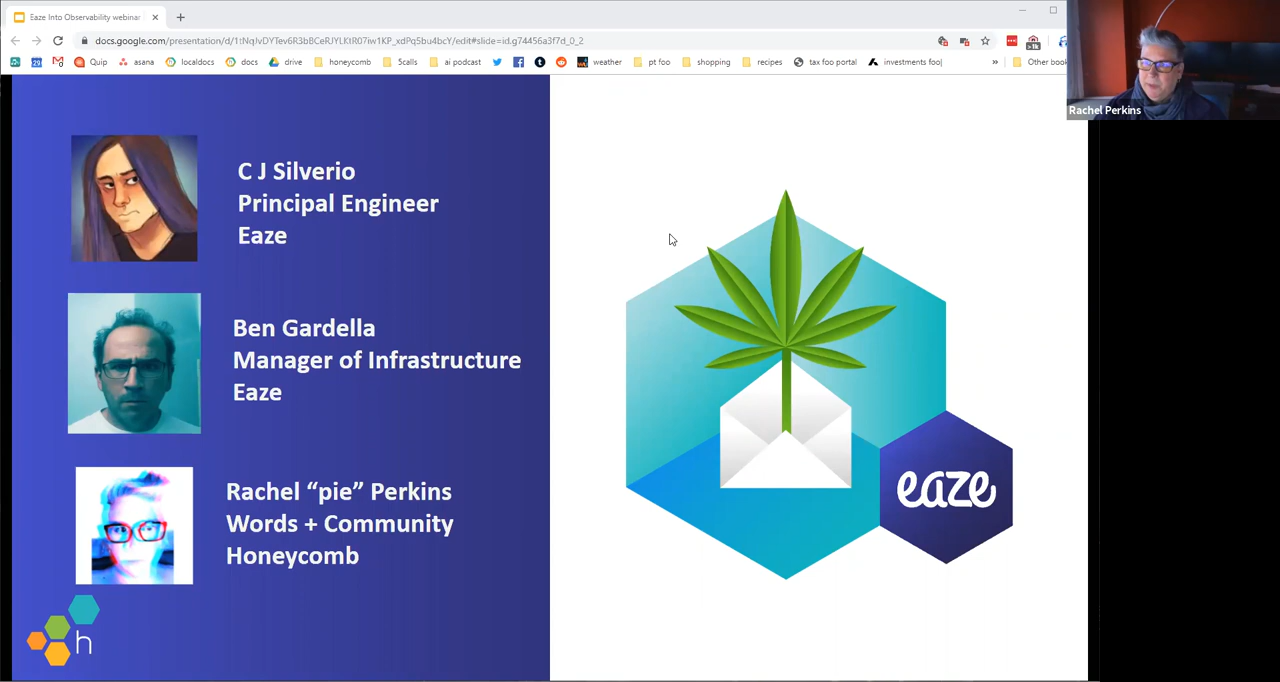 Eaze Into Observability webinar
docs.google.com/presentation/d/1tNqJvDYTev6R3bBCeRJYLKtR07iw1KP_xdPq5bu4bcY/edit#slide=id.g74456a3f7d_0_2
Quip asana localdocs docs drive honeycomb 5calls ai podcast weather pt foo shopping recipes tax foo portal investments foo Other book
Rachel Perkins
C J Silverio
Principal Engineer
Eaze
Ben Gardella
Manager of Infrastructure
Eaze
Rachel “pie” Perkins
Words + Community
Honeycomb
h
eaze